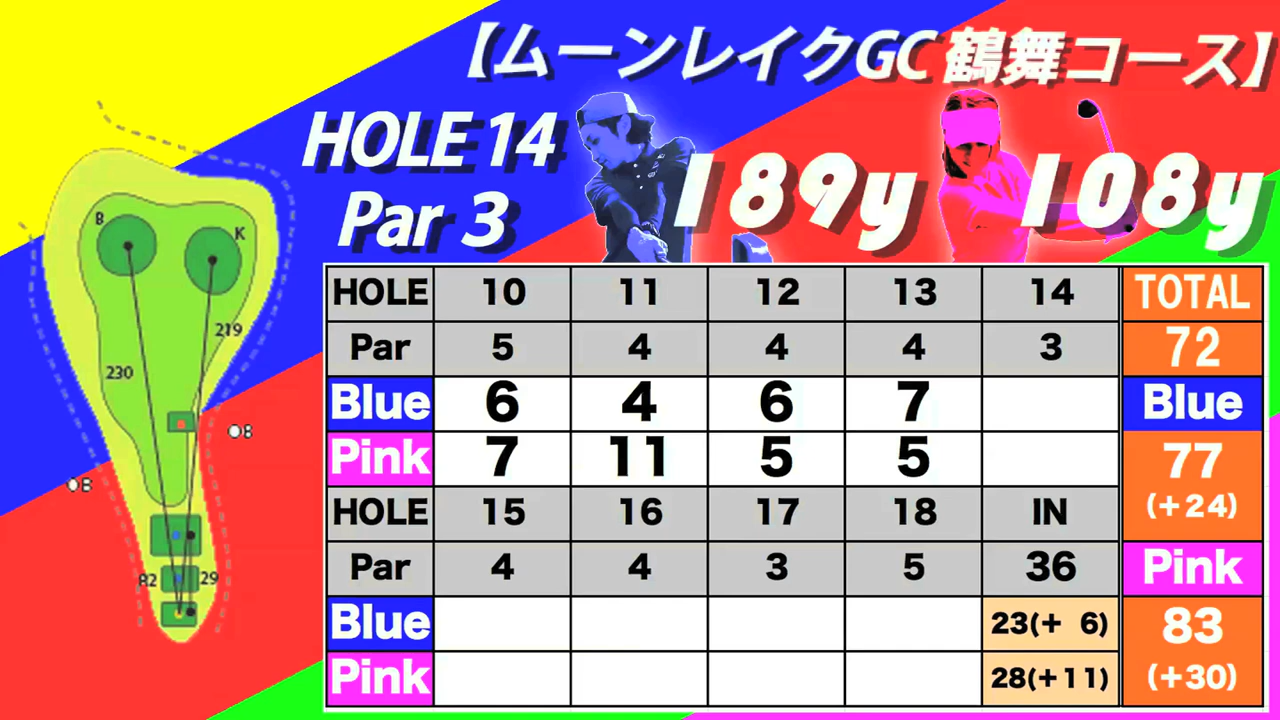 【ムーンレイクGC 鶴舞コース】
HOLE 14
Par 3
189y
108y
B
K
219
230
OB
OB
82
29
HOLE 10 11 12 13 14 TOTAL
Par 5 4 4 4 3 72
Blue 6 4 6 7 Blue
Pink 7 11 5 5 77
HOLE 15 16 17 18 IN (+24)
Par 4 4 3 5 36 Pink
Blue 23(+ 6) 83
Pink 28(+11) (+30)